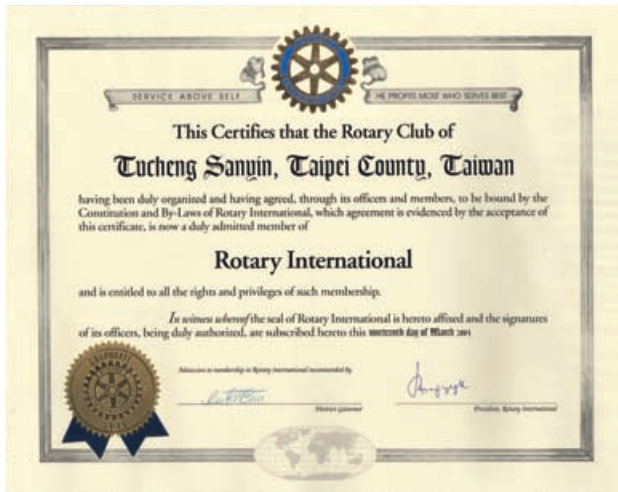 SERVICE ABOVE SELF
HE PROFITS MOST WHO SERVES BEST
This Certifies that the Rotary Club of
Tucheng Sanyin, Taipei County, Taiwan
having been duly organized and having agreed, through its officers and members, to be bound by the
Constitution and By-Laws of Rotary International, which agreement is evidenced by the acceptance of
this certificate, is now a duly admitted member of
Rotary International
and is entitled to all the rights and privileges of such membership.
In witness whereof the seal of Rotary International is hereto affixed and the signatures
of its officers, being duly authorized, are subscribed hereto this nineteenth day of March
Admission to membership in Rotary International recommended by
District Governor
President, Rotary International